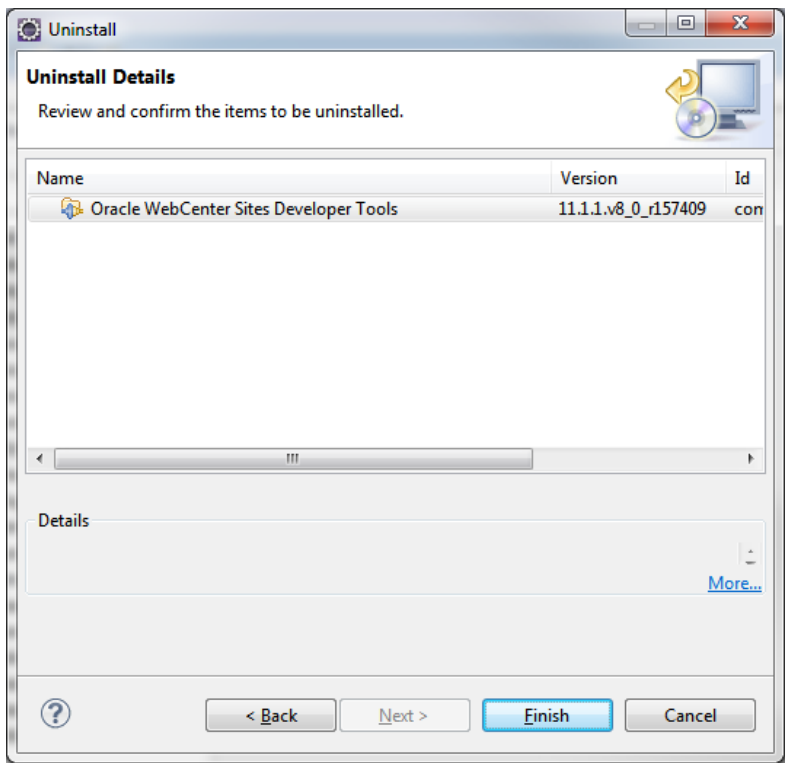 Uninstall
Uninstall Details
Review and confirm the items to be uninstalled.
Name Version Id
Oracle WebCenter Sites Developer Tools 11.1.1.v8_0_r157409 com
Details
More...
< Back Next > Finish Cancel